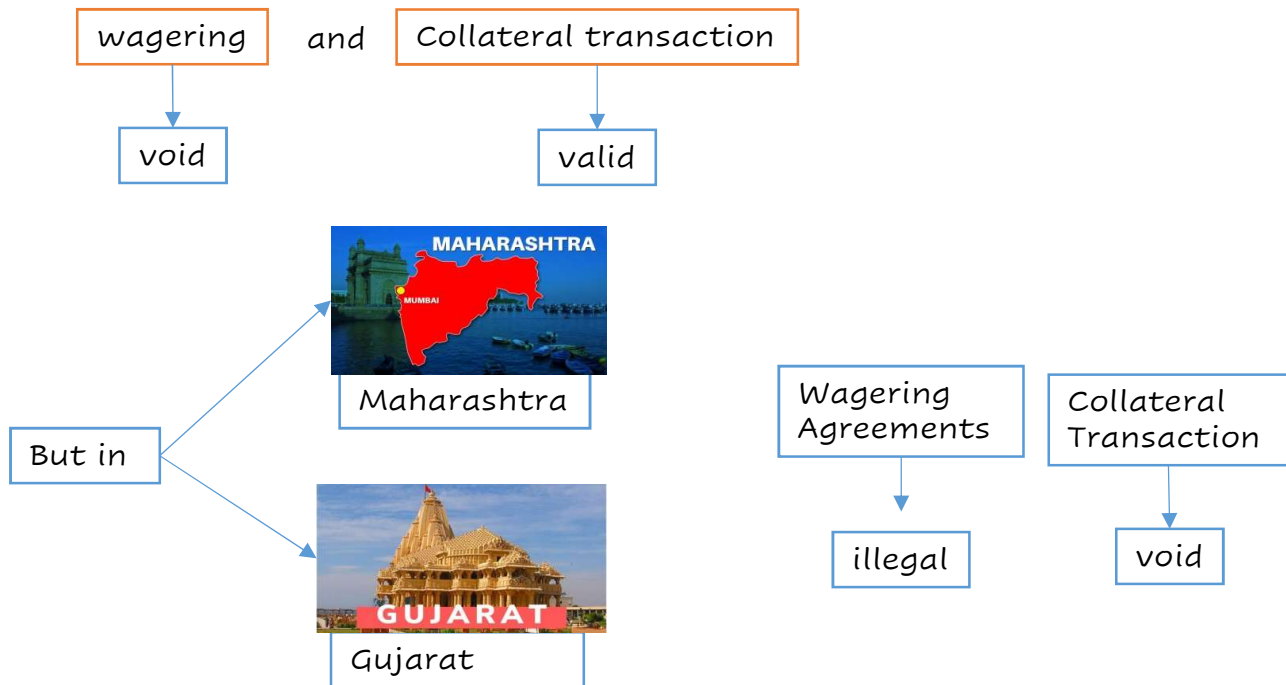 wagering and Collateral transaction
void valid
MAHARASHTRA
MUMBAI
Maharashtra
But in
Wagering
Agreements
Collateral
Transaction
illegal
void
GUJARAT
Gujarat